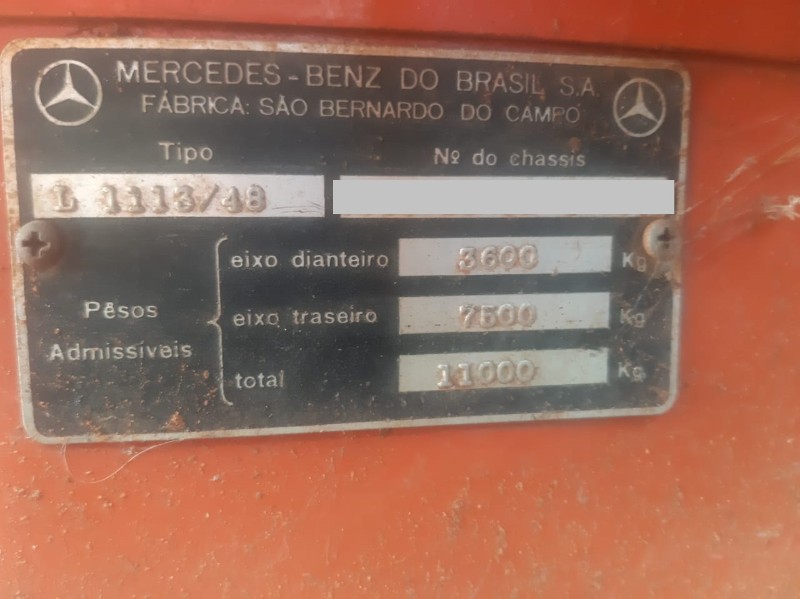 MERCEDES-BENZ DO BRASIL S.A.
FÁBRICA: SÃO BERNARDO DO CAMPO
Tipo Nº do chassis
L 1113/48
Pêsos Admissíveis
eixo dianteiro 3600 Kg
eixo traseiro 7500 Kg
total 11000 Kg